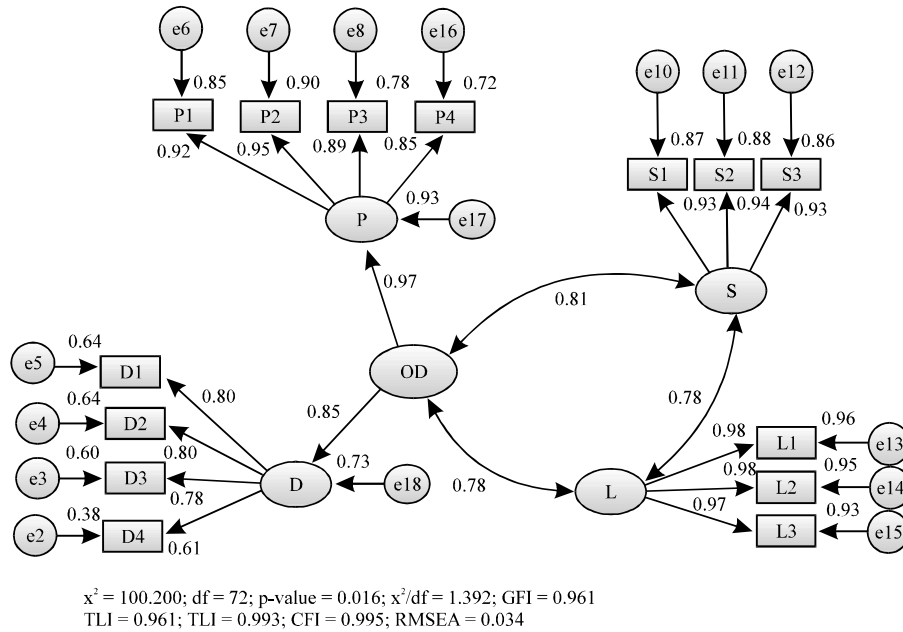 e6 e7 e8 e16
0.85 0.90 0.78 0.72
P1 P2 P3 P4
0.92 0.95 0.89 0.85
P 0.93 e17
0.97
e10 e11 e12
0.87 0.88 0.86
S1 S2 S3
0.93 0.94 0.93
S
0.81
OD
0.78
0.85
0.78
e5 0.64 D1 0.80
e4 0.64 D2 0.80
e3 0.60 D3 0.78
e2 0.38 D4 0.61
D 0.73 e18
L
0.98 L1 0.96 e13
0.98 L2 0.95 e14
0.97 L3 0.93 e15
x² = 100.200; df = 72; p-value = 0.016; x²/df = 1.392; GFI = 0.961
TLI = 0.961; TLI = 0.993; CFI = 0.995; RMSEA = 0.034